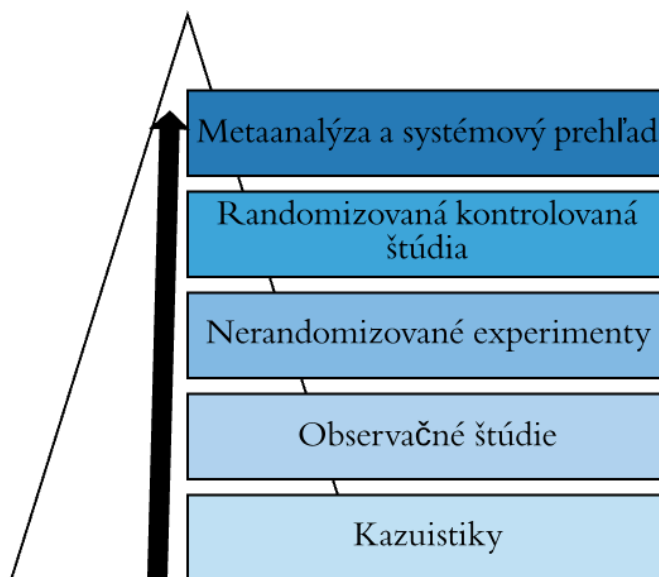 Metaanalýza a systémový prehľad
Randomizovaná kontrolovaná
štúdia
Nerandomizované experimenty
Observačné štúdie
Kazuistiky